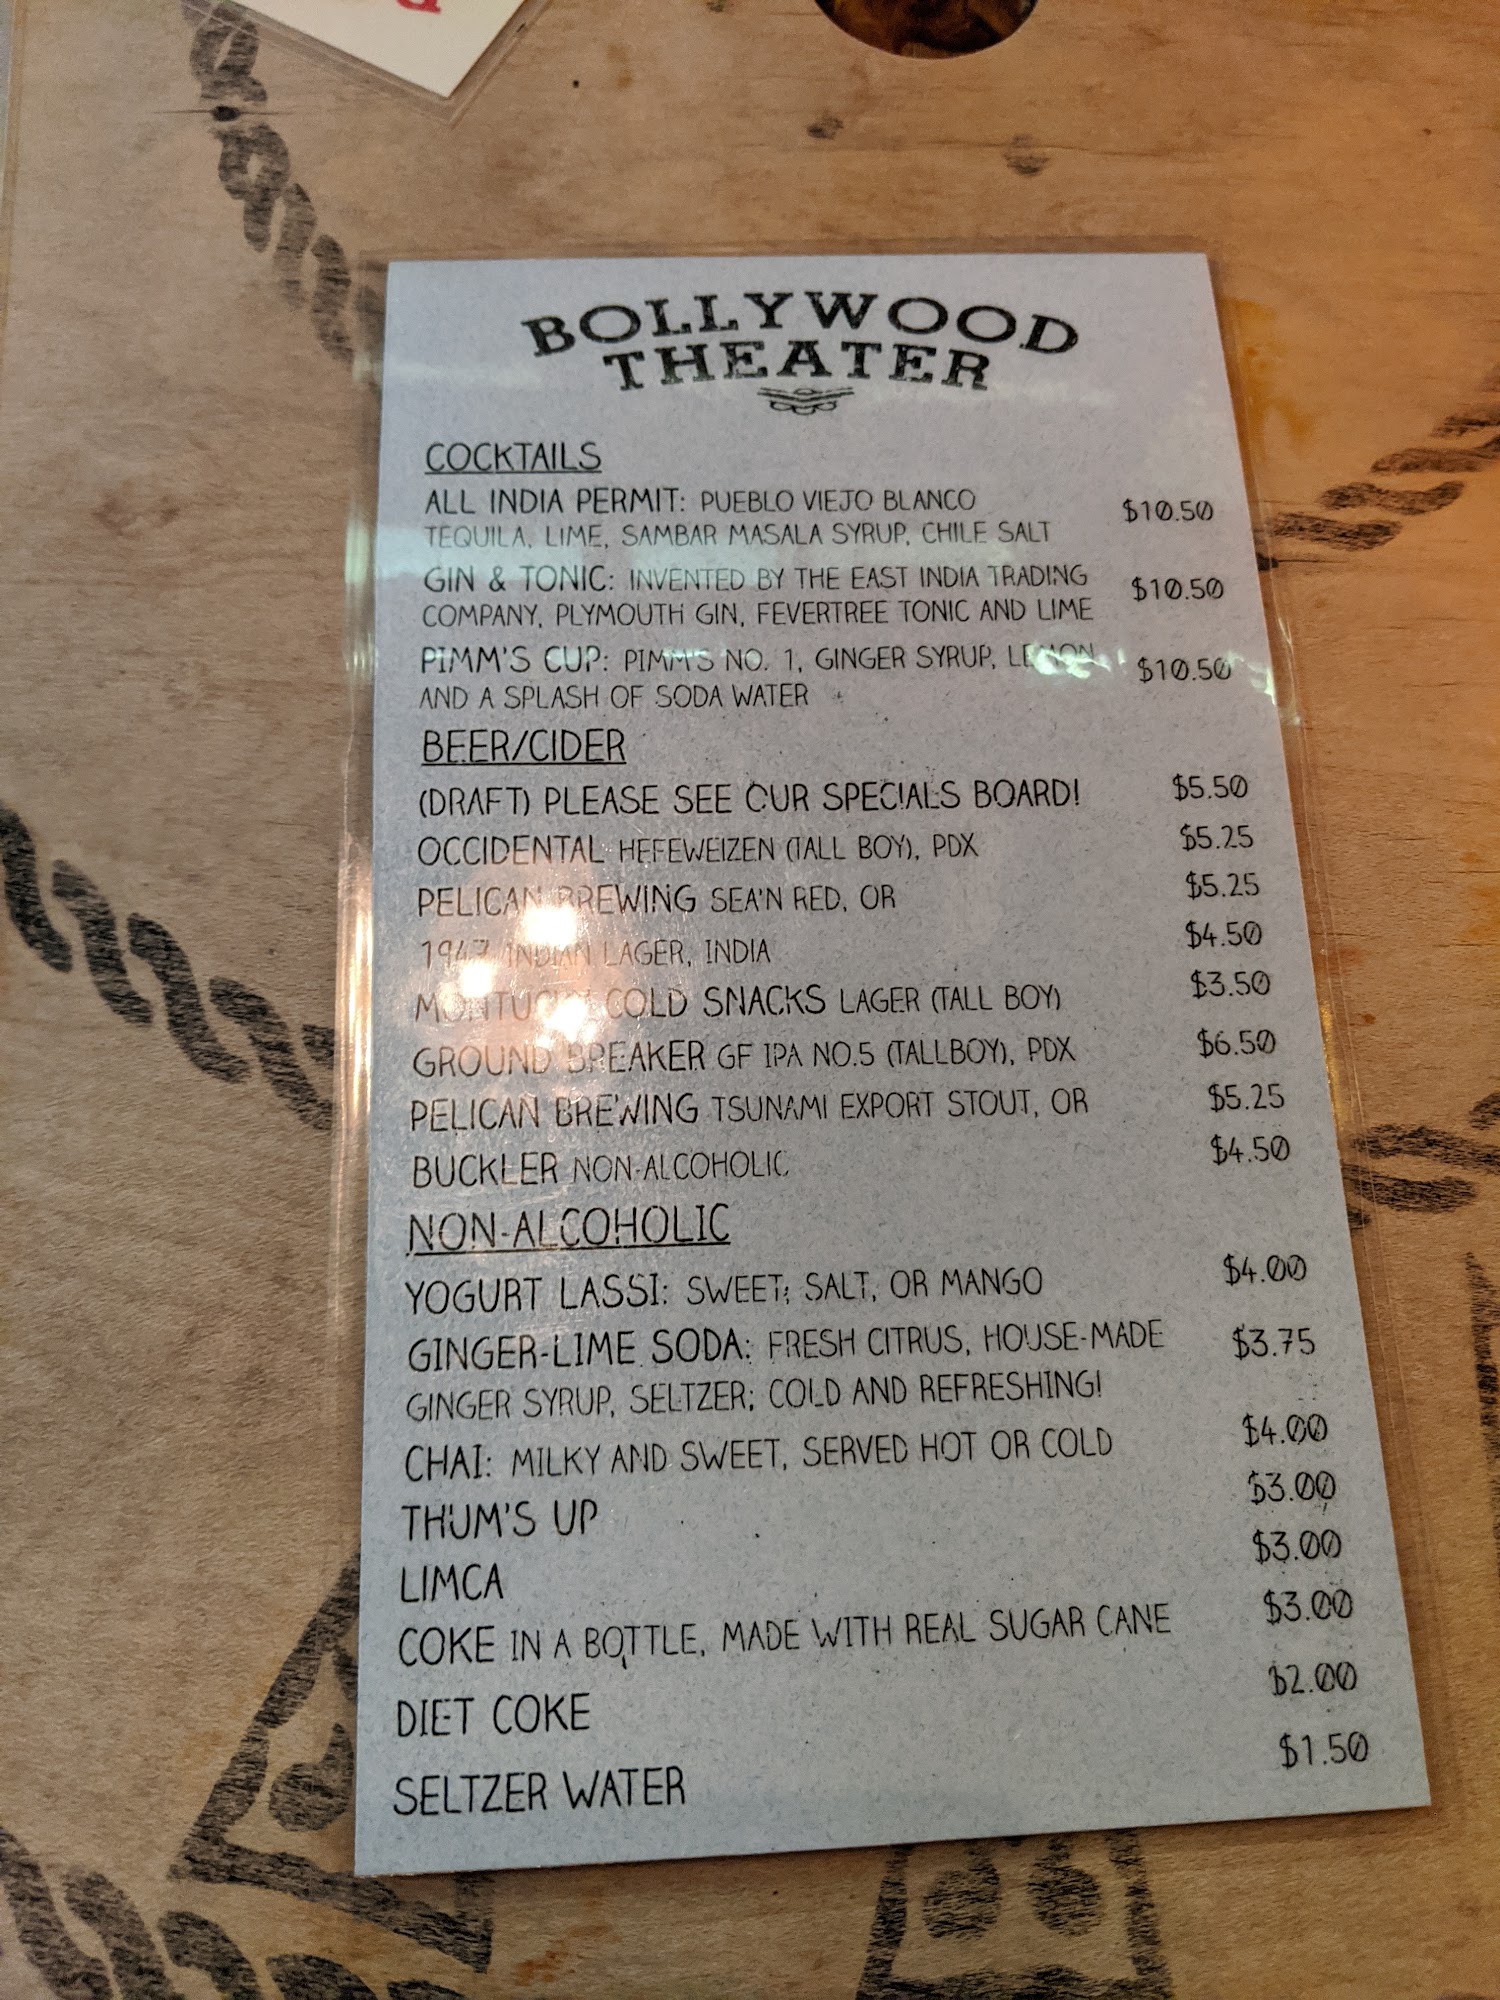 BOLLYWOOD
THEATER
COCKTAILS
ALL INDIA PERMIT: PUEBLO VIEJO BLANCO $10.50
TEQUILA, LIME, SAMBAR MASALA SYRUP, CHILE SALT
GIN & TONIC: INVENTED BY THE EAST INDIA TRADING $10.50
COMPANY, PLYMOUTH GIN, FEVERTREE TONIC AND LIME
PIMM'S CUP: PIMM'S NO. 1, GINGER SYRUP, LEMON $10.50
AND A SPLASH OF SODA WATER
BEER/CIDER
(DRAFT) PLEASE SEE OUR SPECIALS BOARD! $5.50
OCCIDENTAL HEFEWEIZEN (TALL BOY), PDX $5.25
PELICAN BREWING SEA'N RED, OR $5.25
1947 INDIAN LAGER, INDIA $4.50
MONTUCKY COLD SNACKS LAGER (TALL BOY) $3.50
GROUND BREAKER GF IPA NO.5 (TALLBOY), PDX $6.50
PELICAN BREWING TSUNAMI EXPORT STOUT, OR $5.25
BUCKLER NON-ALCOHOLIC $4.50
NON-ALCOHOLIC
YOGURT LASSI: SWEET, SALT, OR MANGO $4.00
GINGER-LIME SODA: FRESH CITRUS, HOUSE-MADE $3.75
GINGER SYRUP, SELTZER; COLD AND REFRESHING!
CHAI: MILKY AND SWEET, SERVED HOT OR COLD $4.00
THUM'S UP $3.00
LIMCA $3.00
COKE IN A BOTTLE, MADE WITH REAL SUGAR CANE $3.00
DIET COKE $2.00
SELTZER WATER $1.50